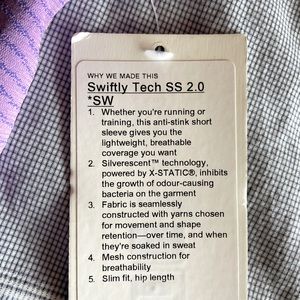 WHY WE MADE THIS
Swiftly Tech SS 2.0
*SW
1. Whether you're running or
training, this anti-stink short
sleeve gives you the
lightweight, breathable
coverage you want
2. Silverescent™ technology,
powered by X-STATIC®, inhibits
the growth of odour-causing
bacteria on the garment
3. Fabric is seamlessly
constructed with yarns chosen
for movement and shape
retention—over time, and when
they're soaked in sweat
4. Mesh construction for
breathability
5. Slim fit, hip length